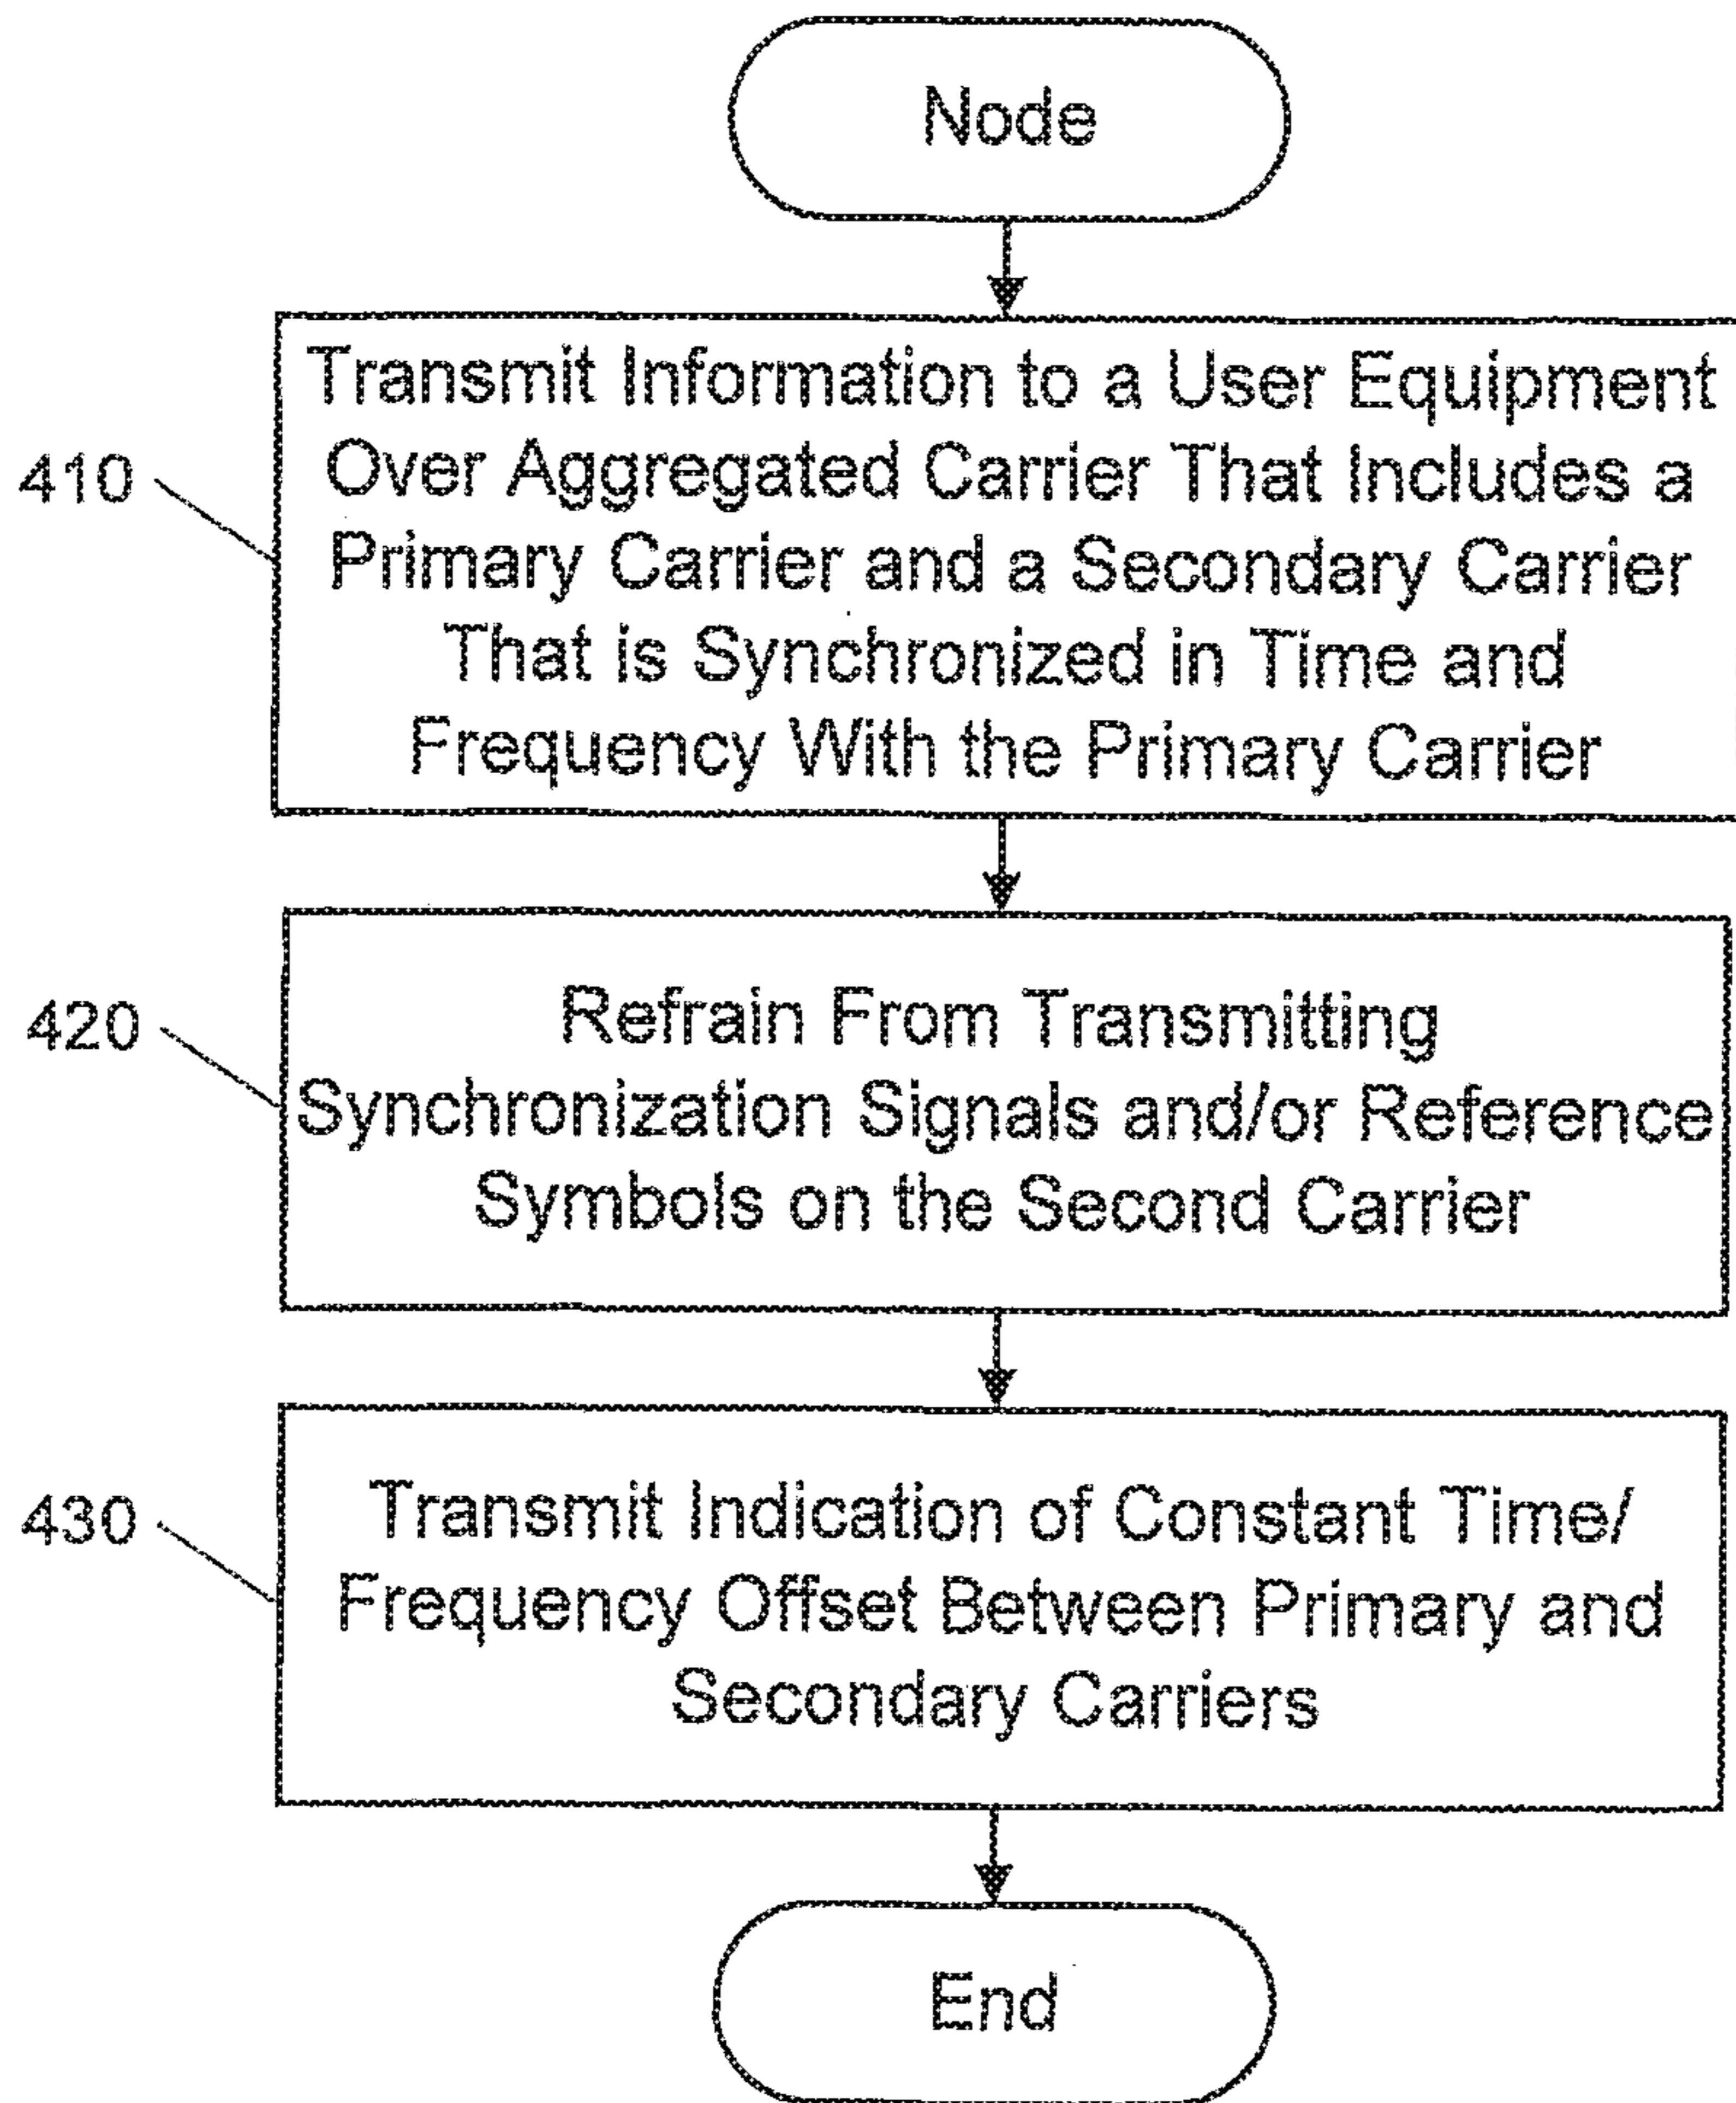 Node
Transmit Information to a User Equipment
Over Aggregated Carrier That Includes a
410
Primary Carrier and a Secondary Carrier
That is Synchronized in Time and
Frequency With the Primary Carrier
Refrain From Transmitting
420
Synchronization Signals and/or Reference
Symbols on the Second Carrier
Transmit Indication of Constant Time/
430
Frequency Offset Between Primary and
Secondary Carriers
End